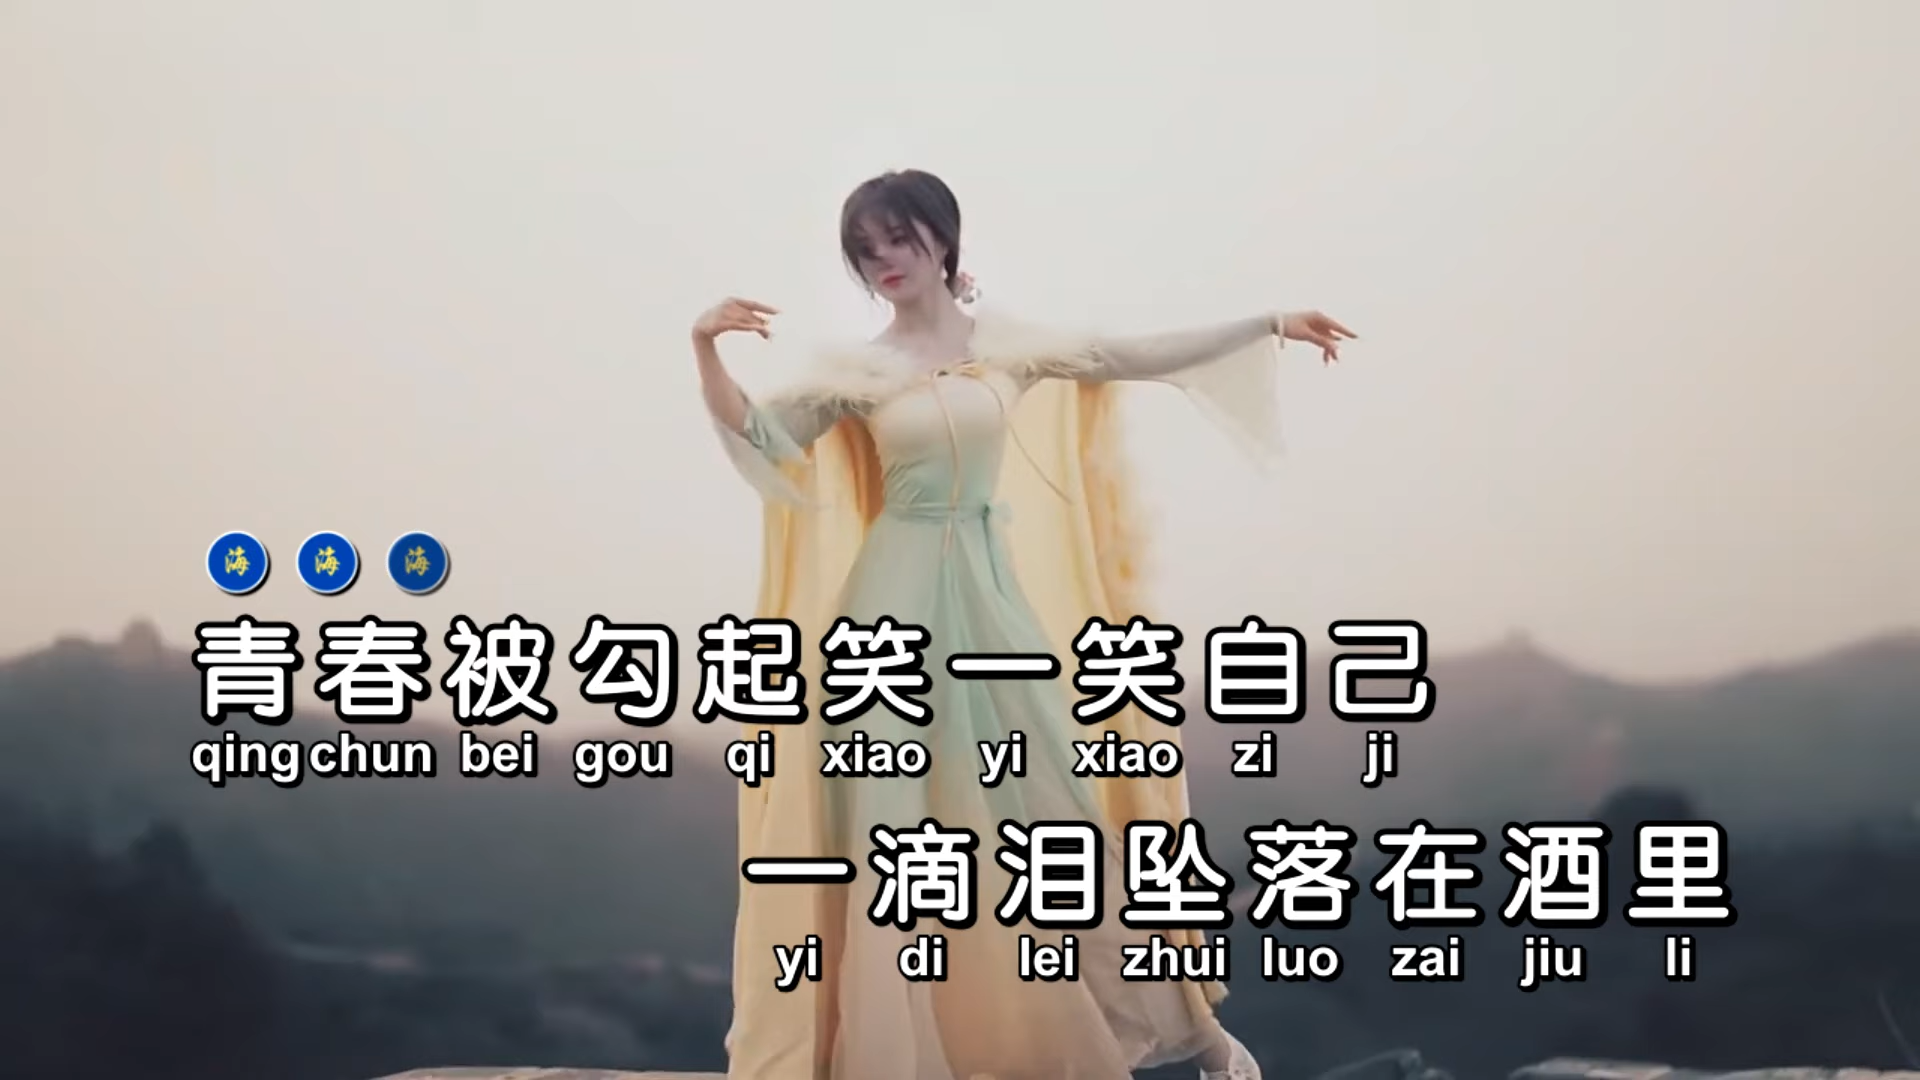 海 海 海
青春被勾起笑一笑自己
qing chun bei gou qi xiao yi xiao zi ji
一滴泪坠落在酒里
yi di lei zhui luo zai jiu li